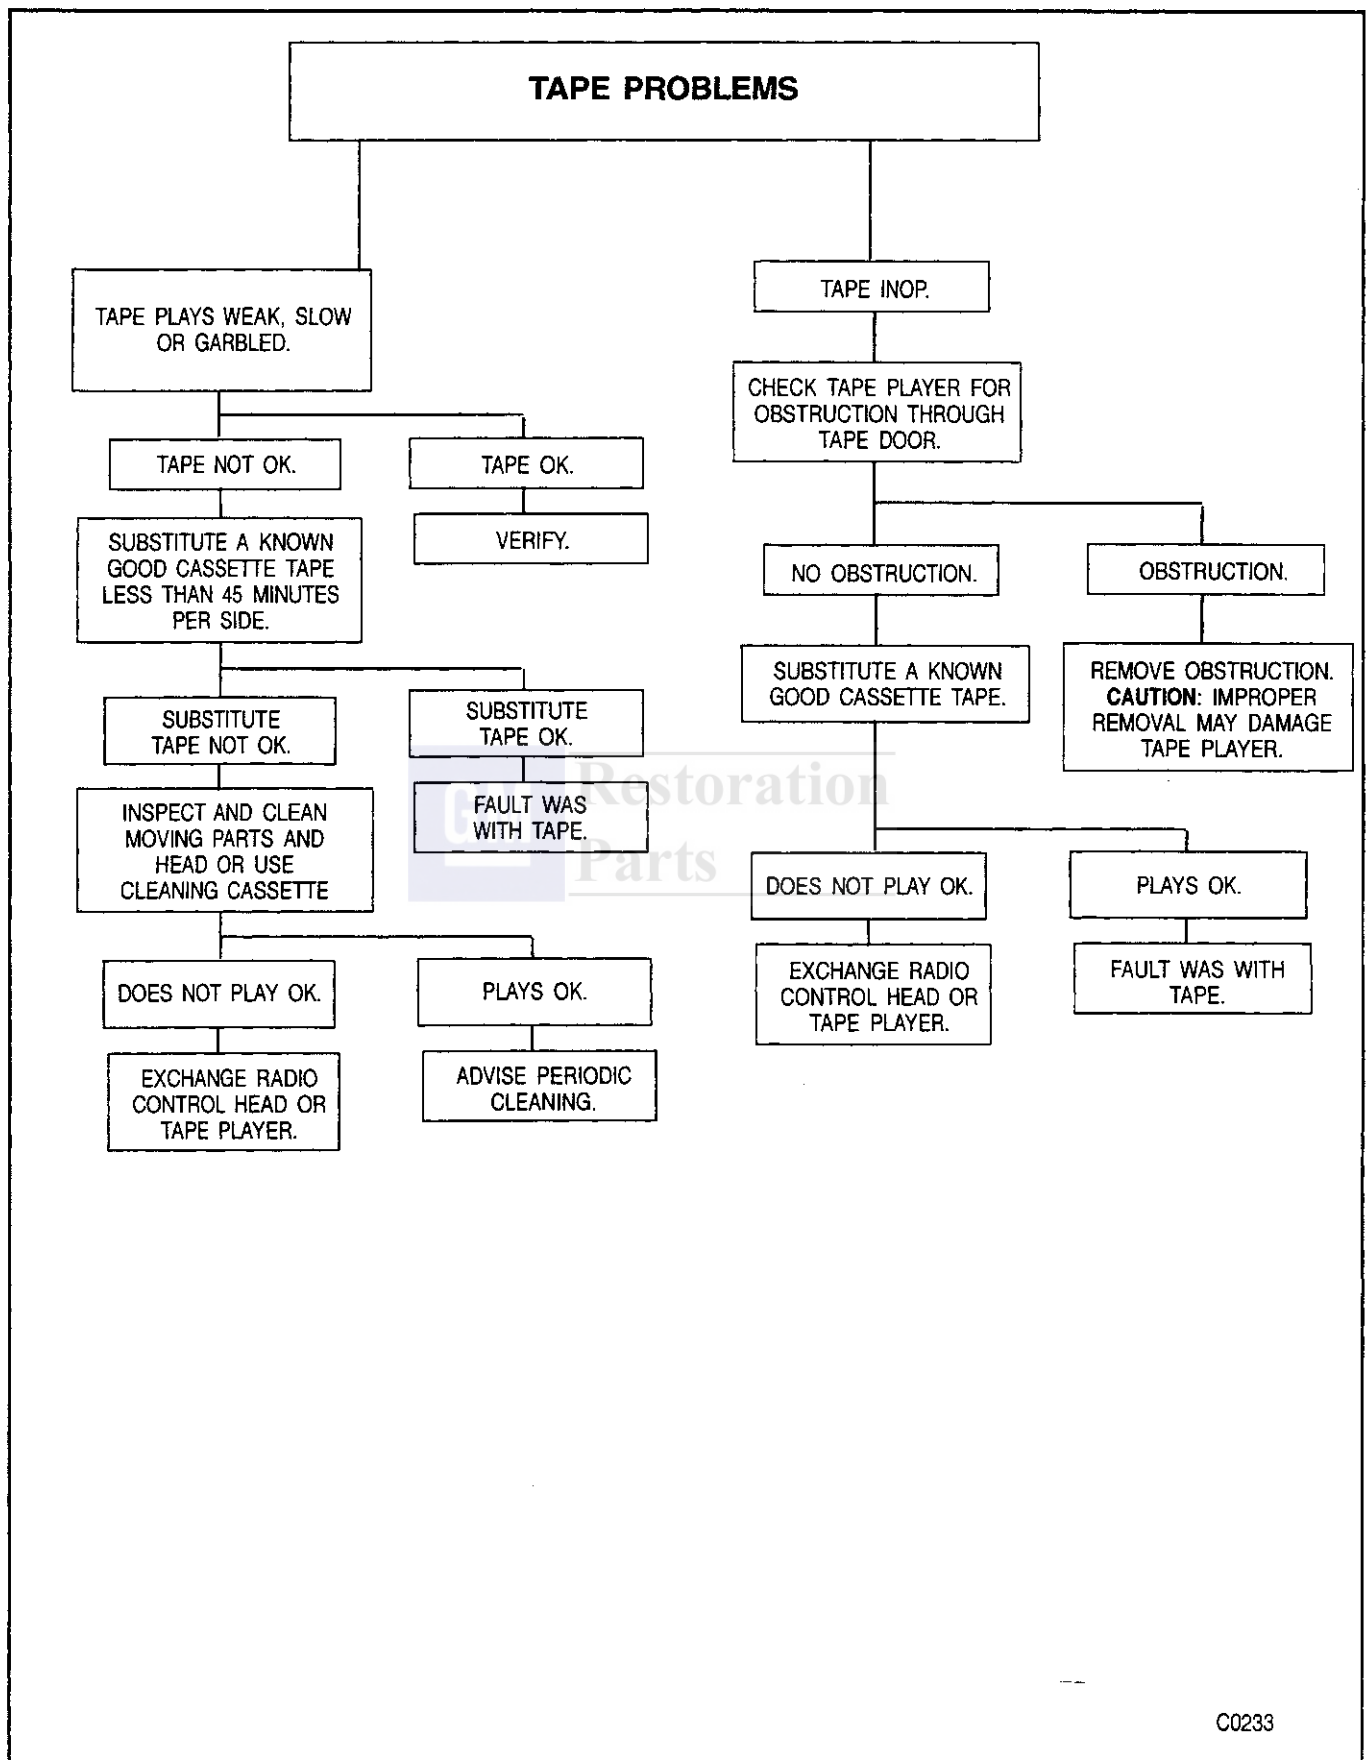 TAPE PROBLEMS
TAPE PLAYS WEAK, SLOW
OR GARBLED.
TAPE NOT OK.
TAPE OK.
SUBSTITUTE A KNOWN
GOOD CASSETTE TAPE
LESS THAN 45 MINUTES
PER SIDE.
VERIFY.
SUBSTITUTE
TAPE NOT OK.
SUBSTITUTE
TAPE OK.
INSPECT AND CLEAN
MOVING PARTS AND
HEAD OR USE
CLEANING CASSETTE
FAULT WAS
WITH TAPE.
DOES NOT PLAY OK.
PLAYS OK.
EXCHANGE RADIO
CONTROL HEAD OR
TAPE PLAYER.
ADVISE PERIODIC
CLEANING.
TAPE INOP.
CHECK TAPE PLAYER FOR
OBSTRUCTION THROUGH
TAPE DOOR.
NO OBSTRUCTION.
OBSTRUCTION.
SUBSTITUTE A KNOWN
GOOD CASSETTE TAPE.
REMOVE OBSTRUCTION.
CAUTION: IMPROPER
REMOVAL MAY DAMAGE
TAPE PLAYER.
DOES NOT PLAY OK.
PLAYS OK.
EXCHANGE RADIO
CONTROL HEAD OR
TAPE PLAYER.
FAULT WAS WITH
TAPE.
GM
Restoration
Parts
C0233